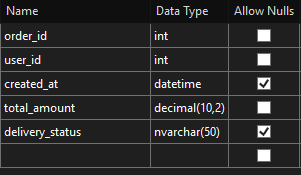 Name Data Type Allow Nulls
order_id int
user_id int
created_at datetime
total_amount decimal(10,2)
delivery_status nvarchar(50)